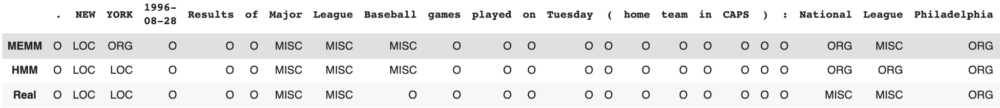 . NEW YORK 1996-08-28 Results of Major League Baseball games played on Tuesday ( home team in CAPS ) : National League Philadelphia
MEMM O LOC ORG O O O MISC MISC MISC O O O O O O O O O O O ORG MISC ORG
HMM O LOC LOC O O O MISC MISC MISC O O O O O O O O O O O ORG ORG ORG
Real O LOC LOC O O O MISC MISC O O O O O O O O O O O O MISC MISC ORG